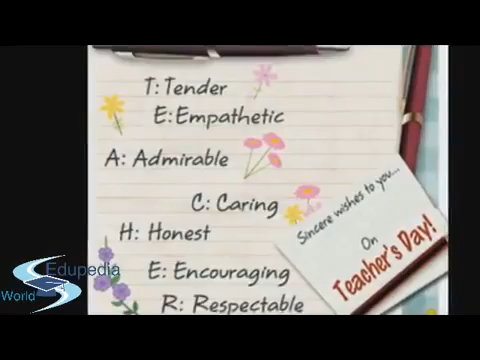 T: Tender
E: Empathetic
A: Admirable
C: Caring
H: Honest
E: Encouraging
R: Respectable
Sincere wishes to you...
On
Teacher's Day!
Edupedia
World